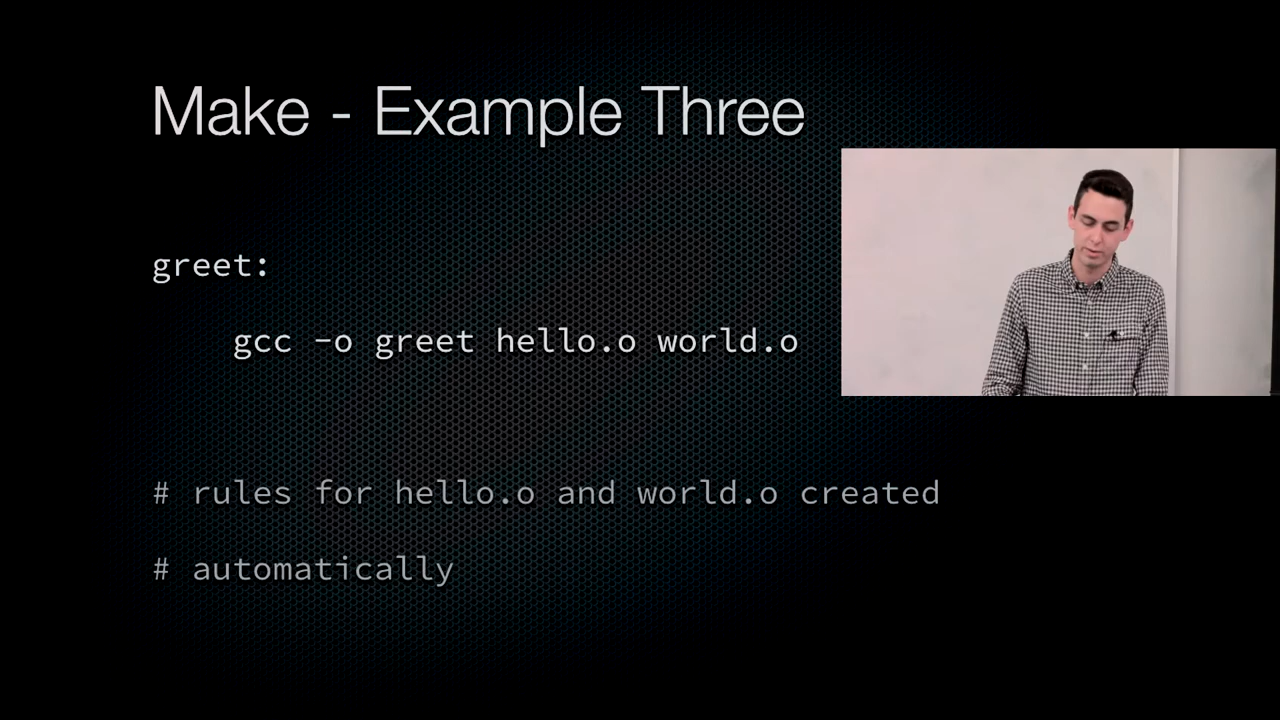 Make - Example Three
greet:
gcc -o greet hello.o world.o
# rules for hello.o and world.o created
# automatically